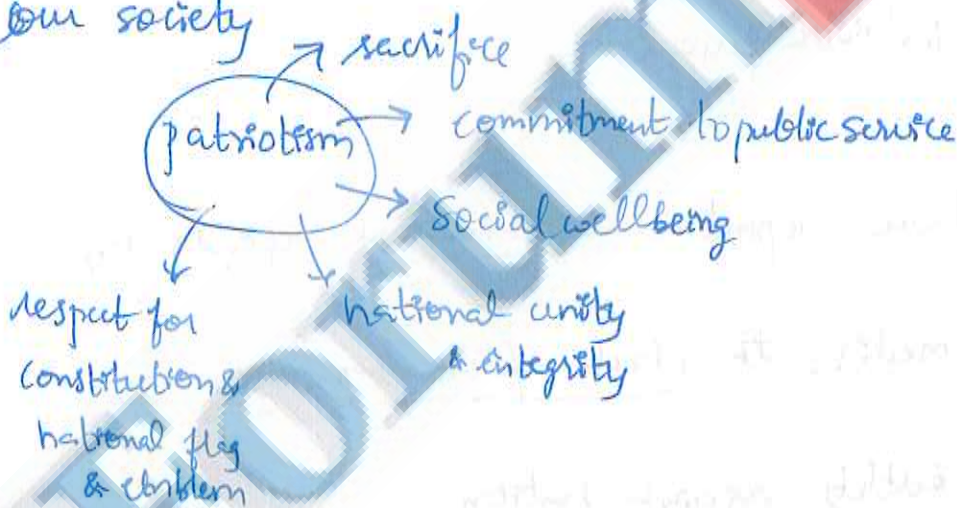 our society
sacrifice
patriotism
commitment to public service
Social wellbeing
respect for
Constitution &
national flag
& emblem
national unity
& integrity
Forum